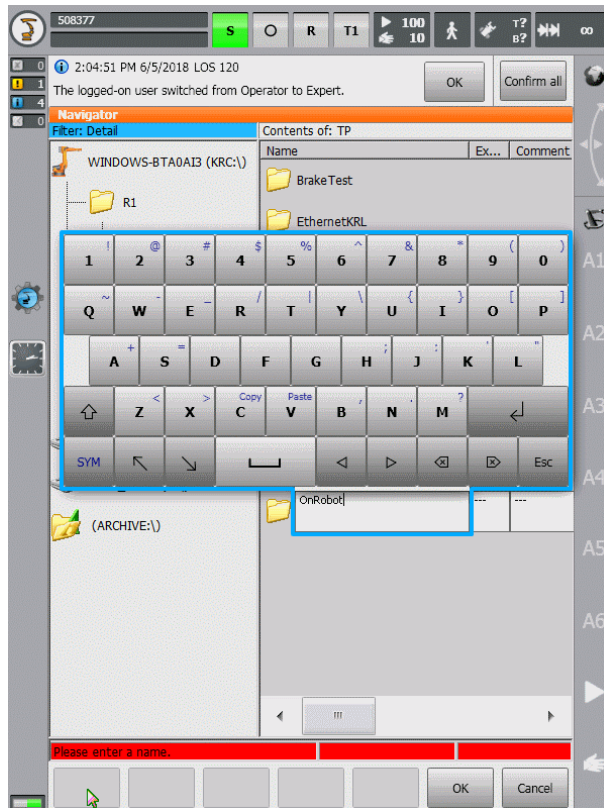 508377
S O R T1 100 10 T? B? ∞
0
1
4
0
2:04:51 PM 6/5/2018 LOS 120
The logged-on user switched from Operator to Expert.
OK
Confirm all
Navigator
Filter: Detail
Contents of: TP
Name Ex... Comment
WINDOWS-BTA0AI3 (KRC:\)
R1
BrakeTest
EthernetKRL
1 ! 2 @ 3 # 4 $ 5 % 6 ^ 7 & 8 * 9 ( 0 )
Q ~ W - E _ R / T | Y \ U { I } O [ P ]
A + S = D F G H ; J : K ' L "
Z < X > C Copy V Paste B , N . M ?
SYM Esc
OnRobot --- ---
(ARCHIVE:\)
A1
A2
A3
A4
A5
A6
Please enter a name.
OK Cancel